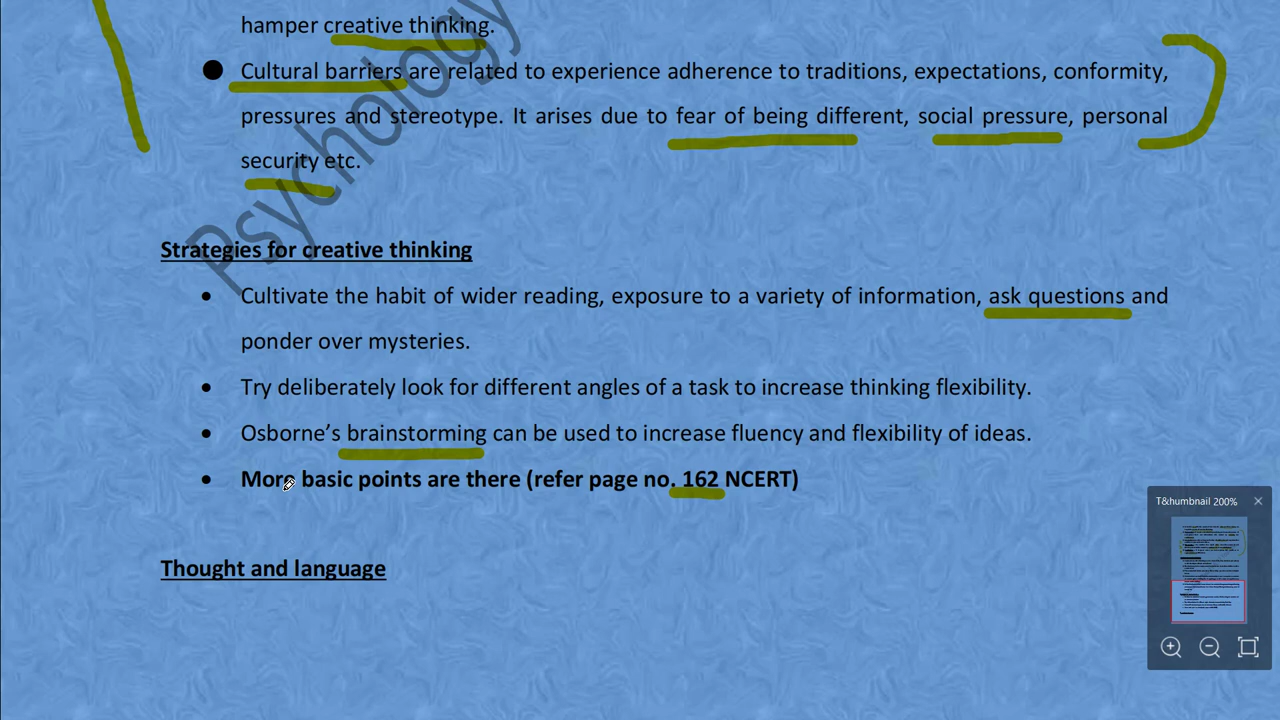 hamper creative thinking.
Cultural barriers are related to experience adherence to traditions, expectations, conformity,
pressures and stereotype. It arises due to fear of being different, social pressure, personal
security etc.
Psychology
Strategies for creative thinking
Cultivate the habit of wider reading, exposure to a variety of information, ask questions and
ponder over mysteries.
Try deliberately look for different angles of a task to increase thinking flexibility.
Osborne’s brainstorming can be used to increase fluency and flexibility of ideas.
More basic points are there (refer page no. 162 NCERT)
T&humbnail 200%
Thought and language